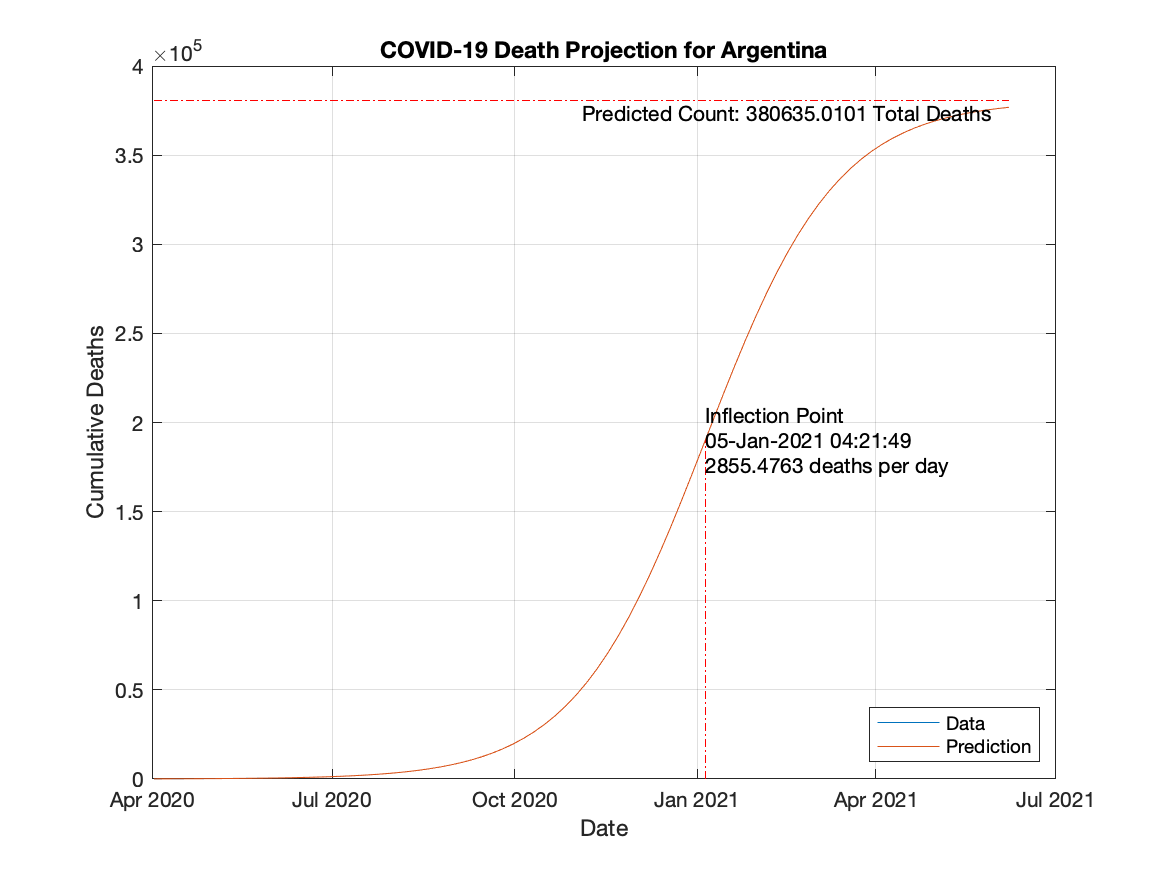 COVID-19 Death Projection for Argentina
×10⁵
4
3.5
3
2.5
2
1.5
1
0.5
0
Cumulative Deaths
Predicted Count: 380635.0101 Total Deaths
Inflection Point
05-Jan-2021 04:21:49
2855.4763 deaths per day
Data
Prediction
Apr 2020 Jul 2020 Oct 2020 Jan 2021 Apr 2021 Jul 2021
Date